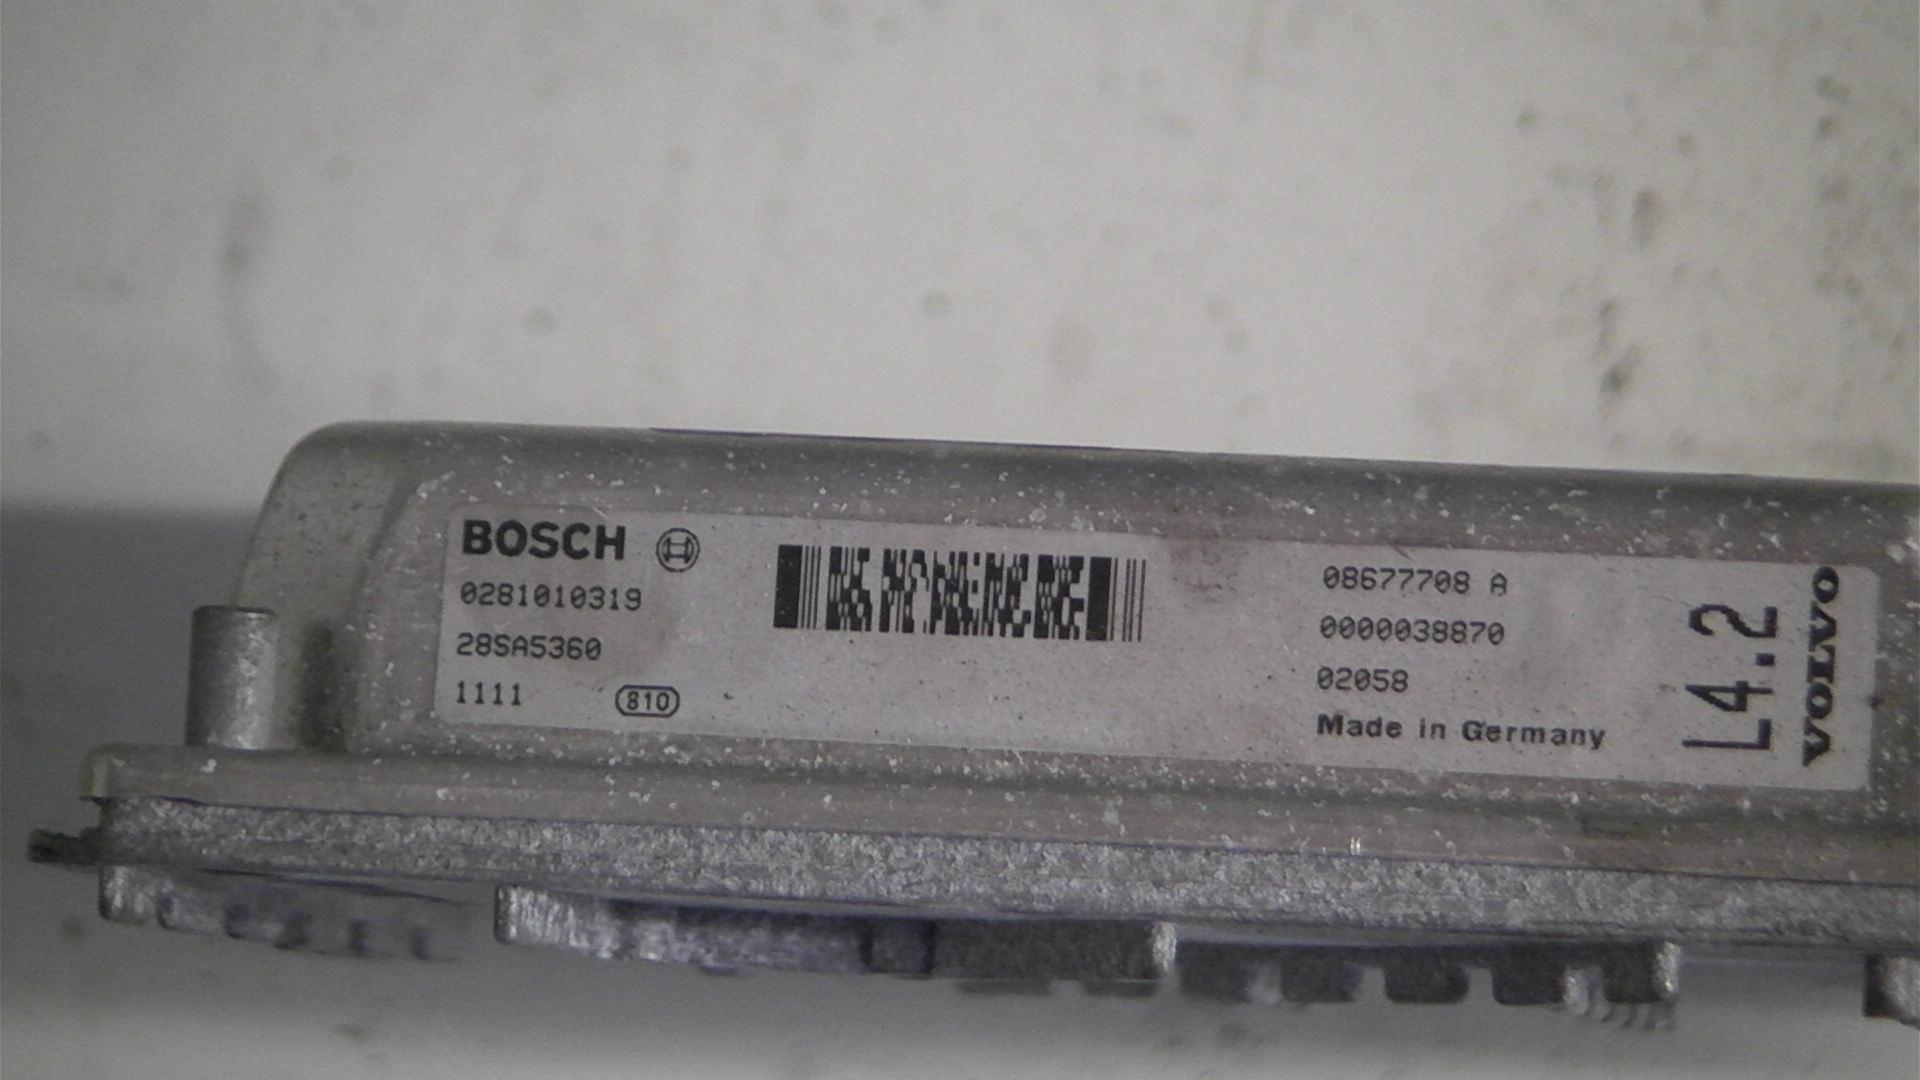 BOSCH
0281010319
28SA5360
1111 810
08677708 A
0000038870
02058
Made in Germany
L4.2
VOLVO